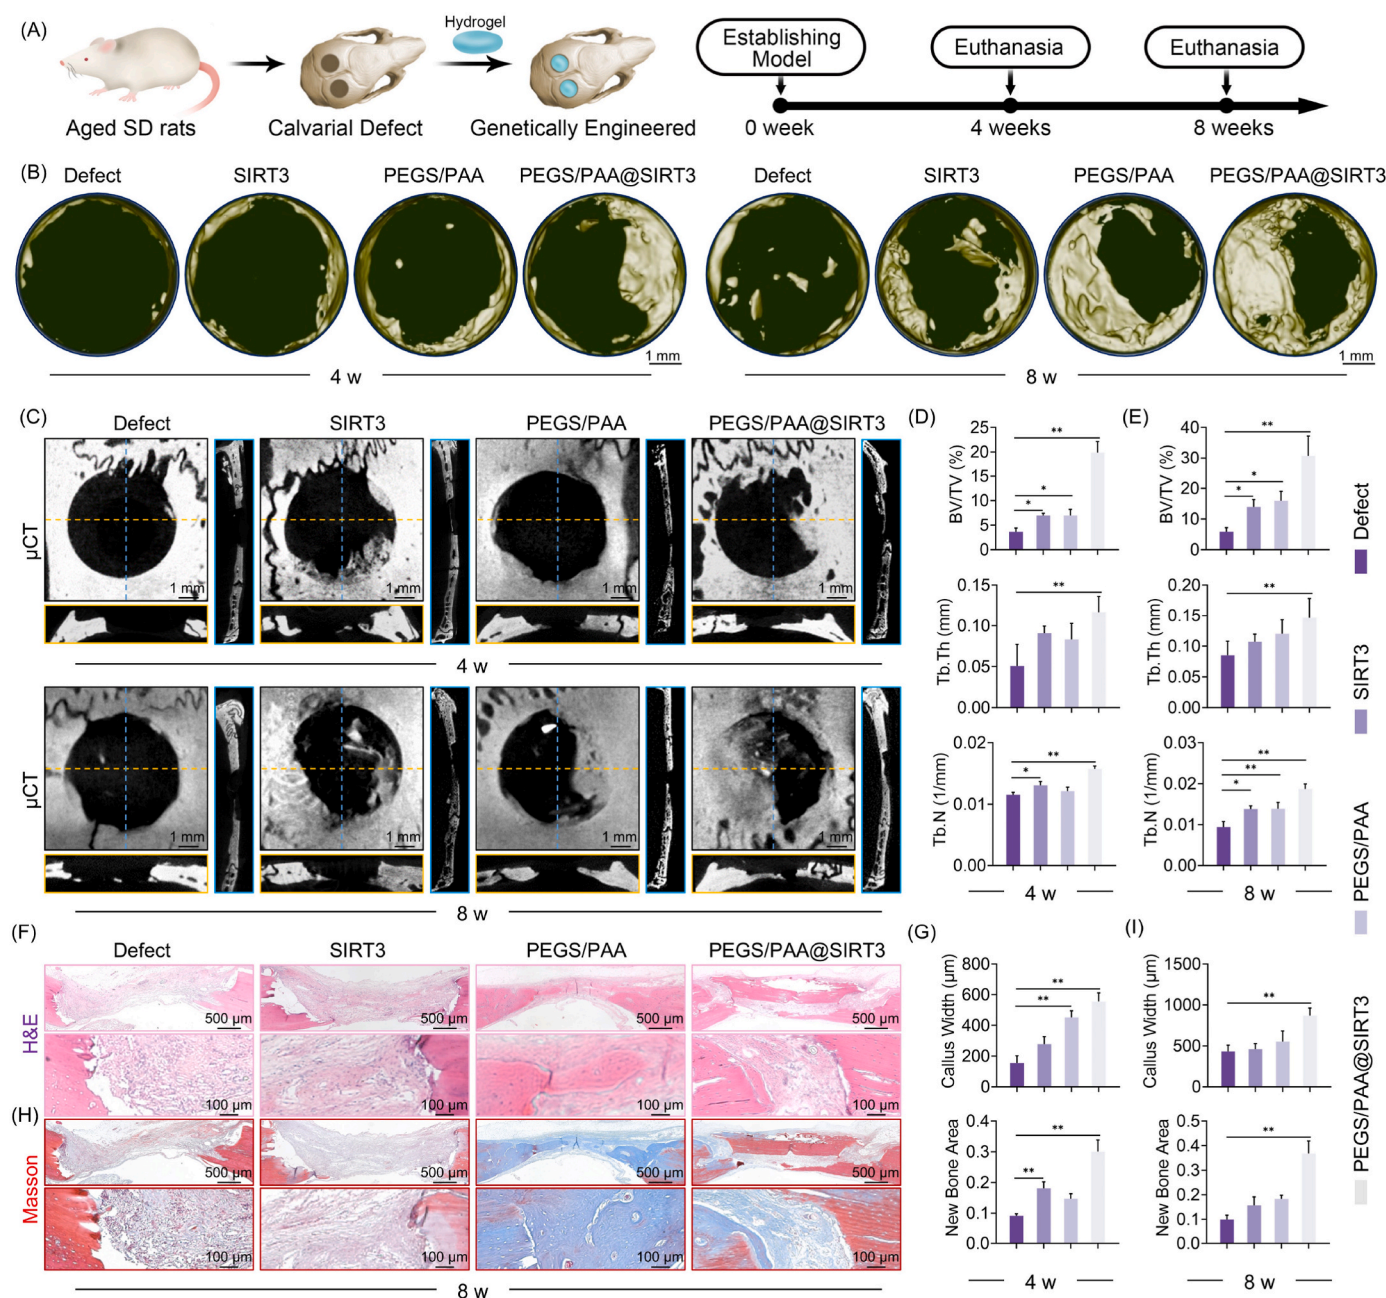 (A)
Hydrogel
Aged SD rats
Calvarial Defect
Genetically Engineered
Establishing
Model
Euthanasia
Euthanasia
0 week
4 weeks
8 weeks
(B)
Defect
SIRT3
PEGS/PAA
PEGS/PAA@SIRT3
Defect
SIRT3
PEGS/PAA
PEGS/PAA@SIRT3
1 mm
1 mm
4 w
8 w
(C)
Defect
SIRT3
PEGS/PAA
PEGS/PAA@SIRT3
µCT
1 mm
1 mm
1 mm
1 mm
4 w
µCT
1 mm
1 mm
1 mm
1 mm
8 w
(D)
BV/TV (%)
25
20
15
10
5
0
*
*
**
Tb.Th (mm)
0.15
0.10
0.05
0.00
**
Tb.N (1/mm)
0.02
0.01
0.00
*
**
4 w
(E)
BV/TV (%)
40
30
20
10
0
*
*
**
Tb.Th (mm)
0.20
0.15
0.10
0.05
0.00
**
Tb.N (1/mm)
0.03
0.02
0.01
0.00
*
**
**
8 w
Defect
SIRT3
PEGS/PAA
PEGS/PAA@SIRT3
(F)
Defect
SIRT3
PEGS/PAA
PEGS/PAA@SIRT3
H&E
500 µm
500 µm
500 µm
500 µm
100 µm
100 µm
100 µm
100 µm
(H)
Masson
500 µm
500 µm
500 µm
500 µm
100 µm
100 µm
100 µm
100 µm
8 w
(G)
Callus Width (µm)
800
600
400
200
0
**
**
New Bone Area
0.4
0.3
0.2
0.1
0.0
**
**
4 w
(I)
Callus Width (µm)
1500
1000
500
0
**
New Bone Area
0.5
0.4
0.3
0.2
0.1
0.0
**
8 w